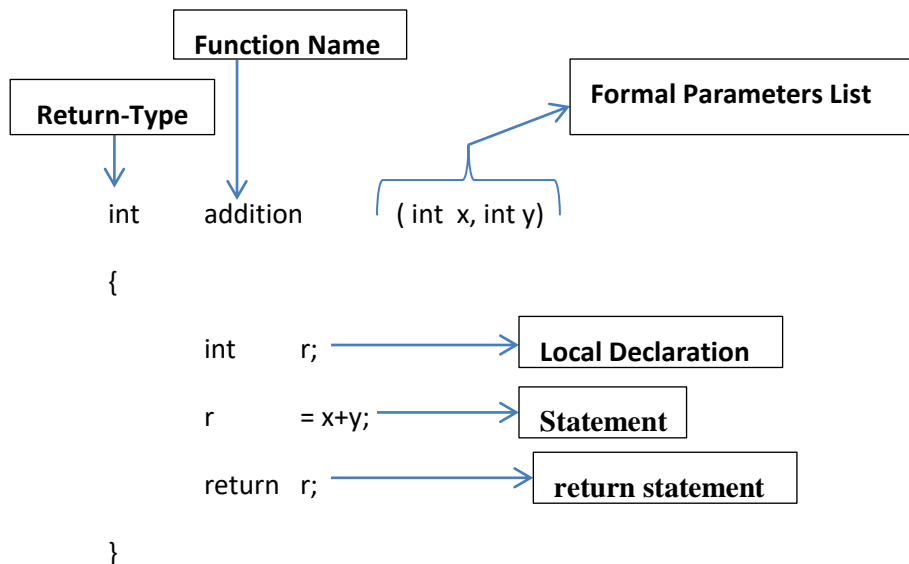 Function Name
Formal Parameters List
Return-Type
int addition ( int x, int y)
{
int r;
Local Declaration
r = x+y;
Statement
return r;
return statement
}